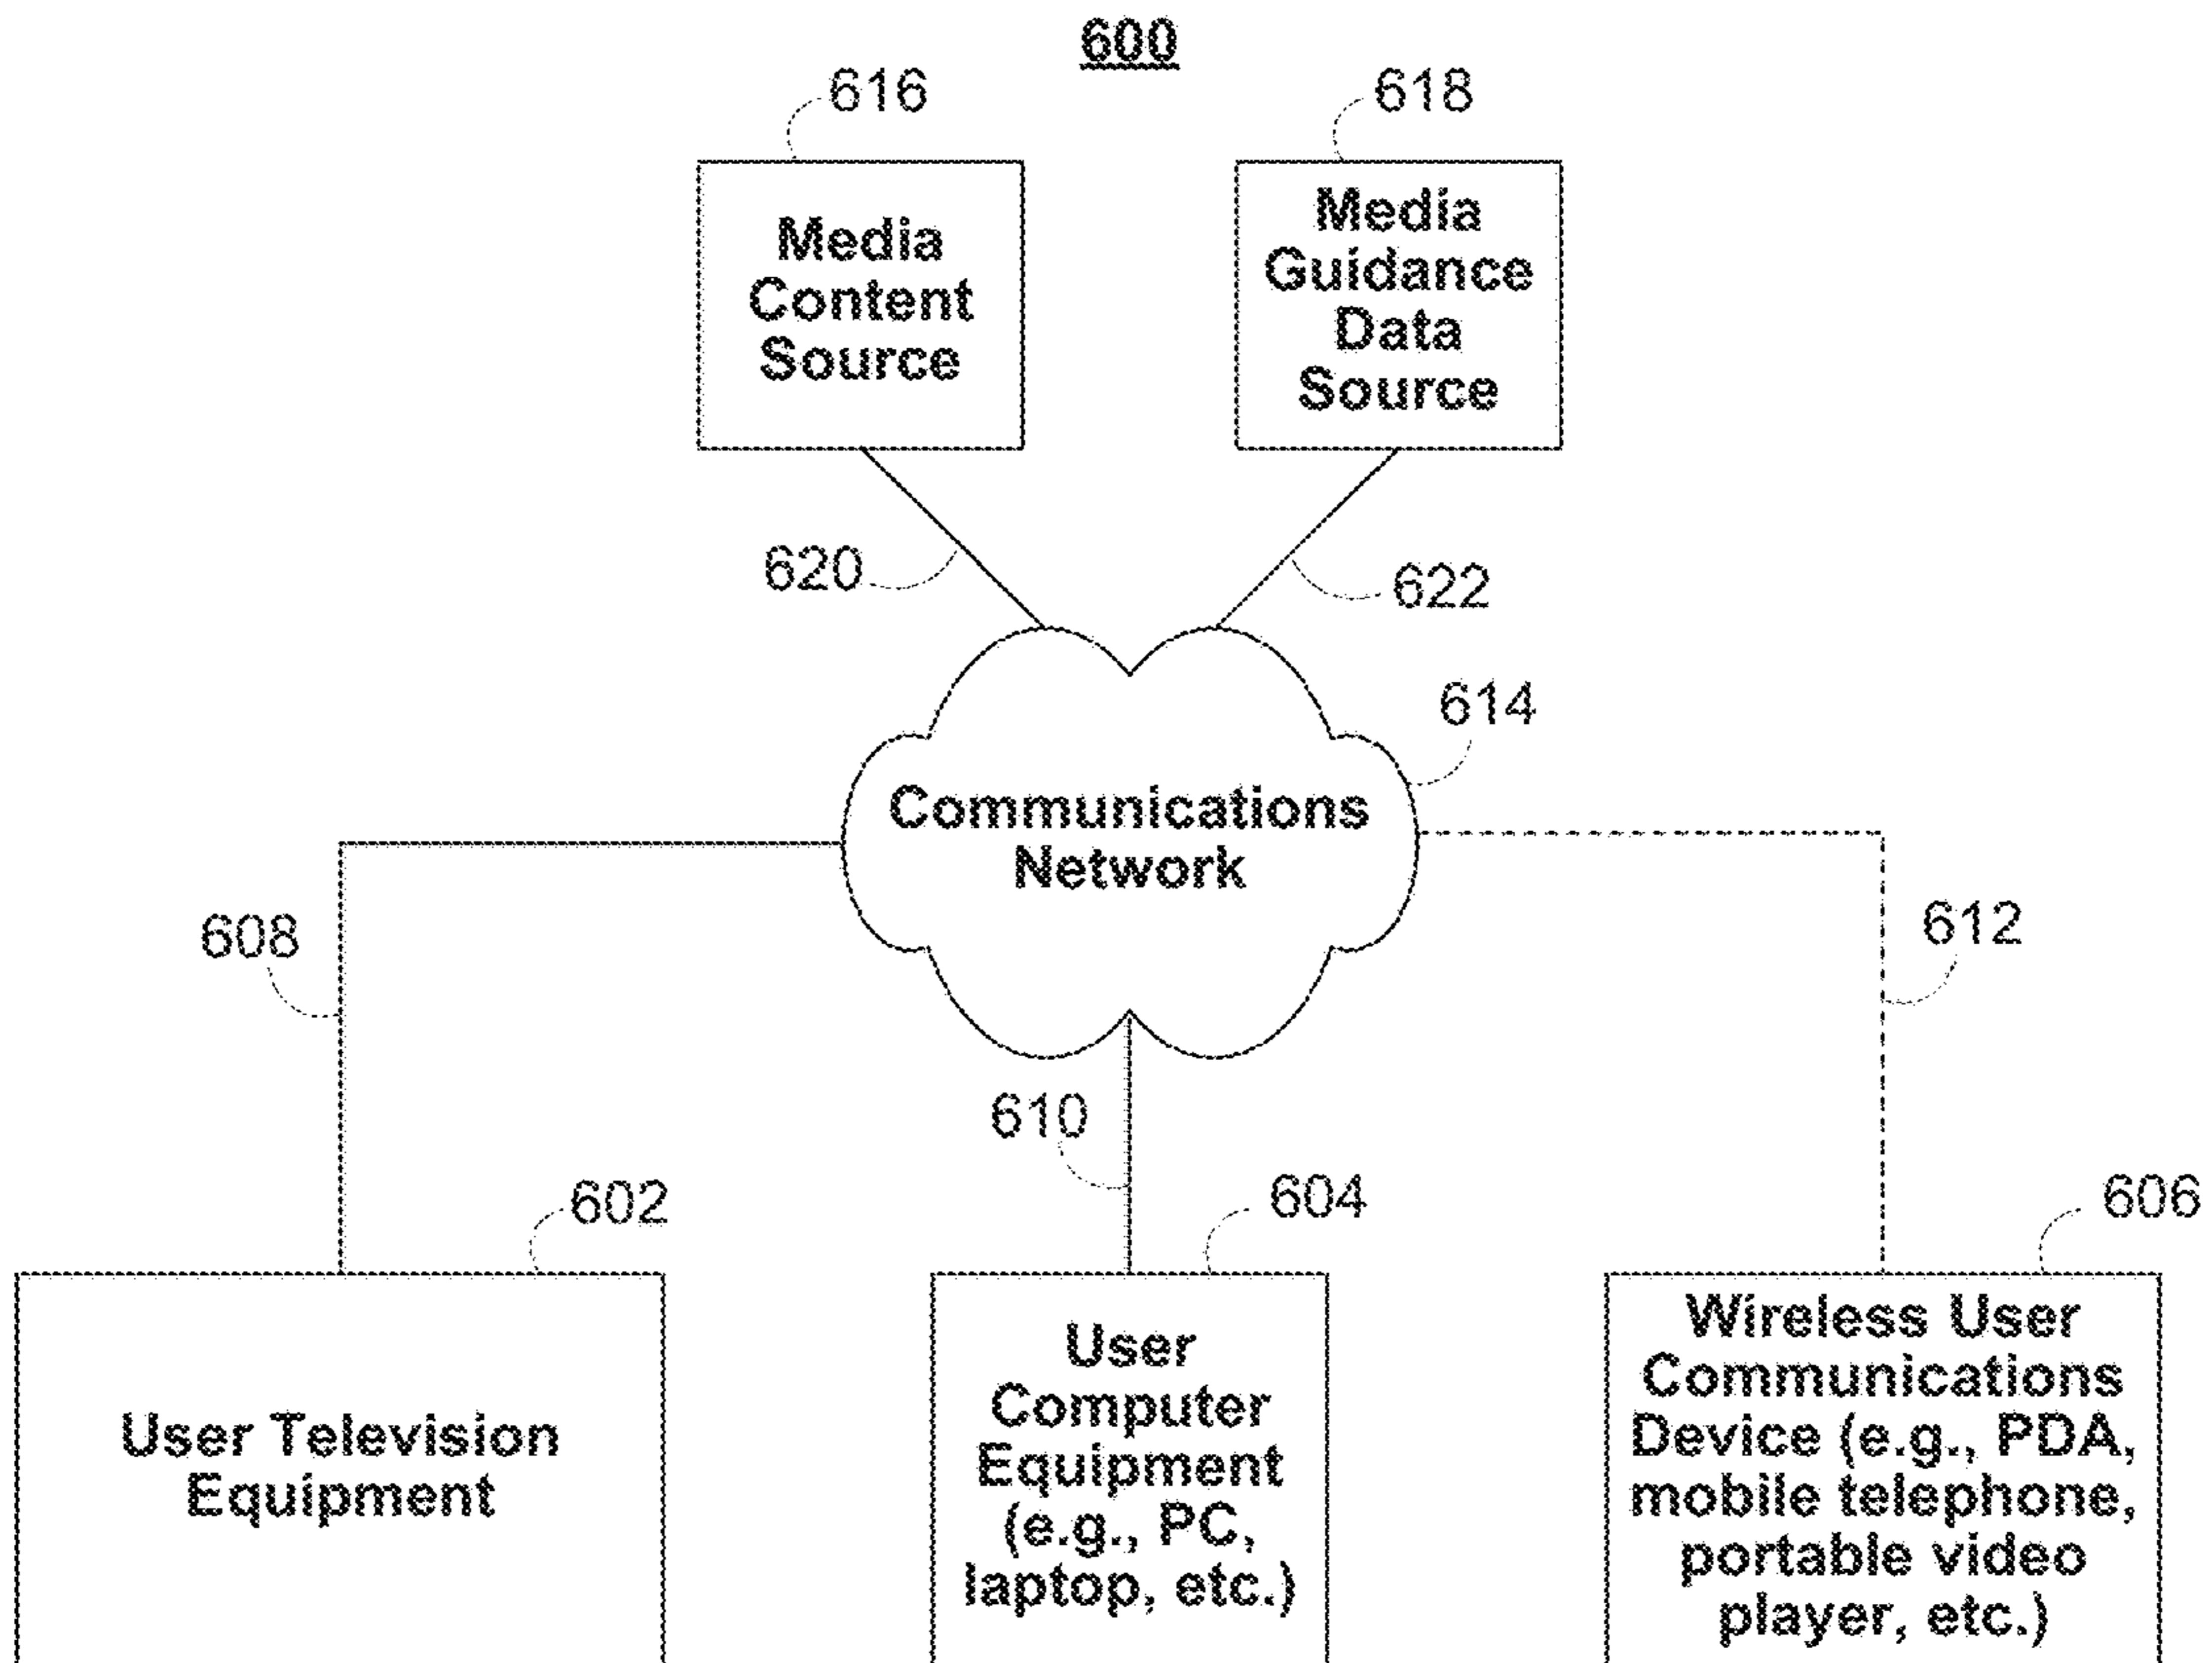 600
616
618
Media
Content
Source
Media
Guidance
Data
Source
620
622
614
Communications
Network
608
612
610
602
604
606
User Television
Equipment
User
Computer
Equipment
(e.g., PC,
laptop, etc.)
Wireless User
Communications
Device (e.g., PDA,
mobile telephone,
portable video
player, etc.)